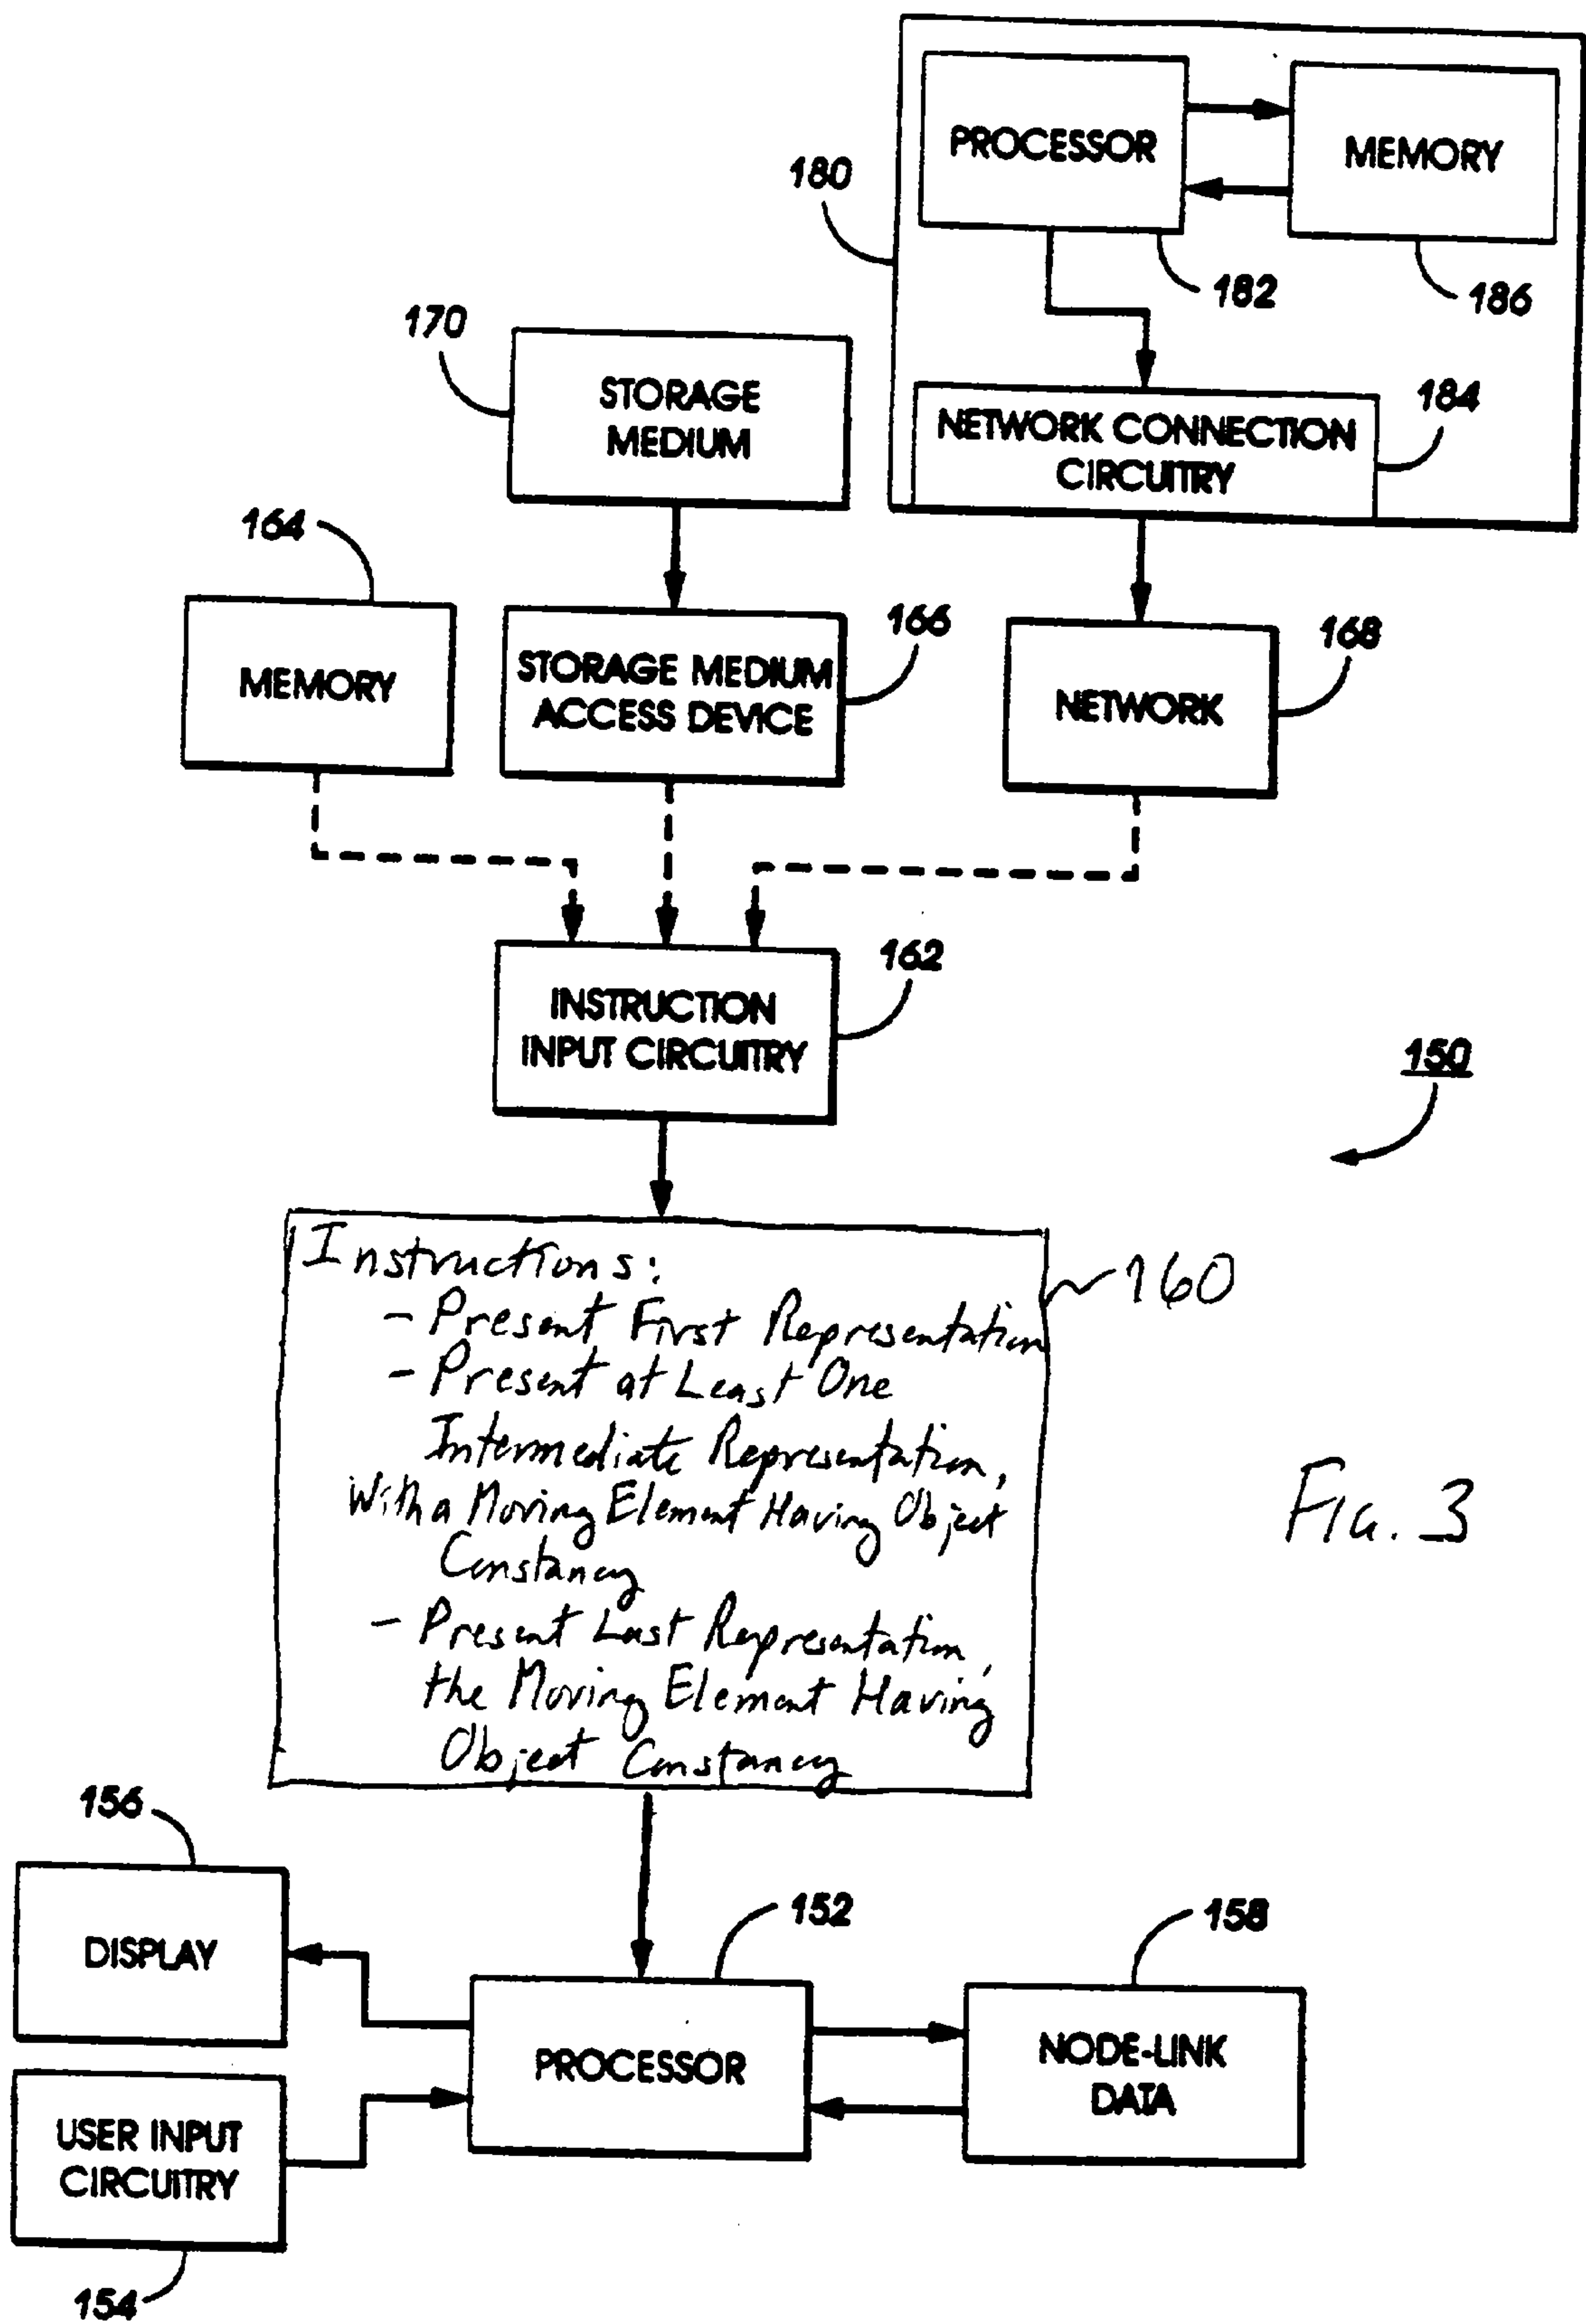 PROCESSOR
MEMORY
180
182
186
170
STORAGE
MEDIUM
184
NETWORK CONNECTION
CIRCUITRY
164
MEMORY
166
STORAGE MEDIUM
ACCESS DEVICE
168
NETWORK
162
INSTRUCTION
INPUT CIRCUITRY
150
Instructions:
160
- Present First Representation
- Present at Least One
Intermediate Representation,
With a Moving Element Having Object
Constancy
- Present Last Representation,
the Moving Element Having
Object Constancy
FIG. 3
156
DISPLAY
152
PROCESSOR
158
NODE-LINK
DATA
USER INPUT
CIRCUITRY
154